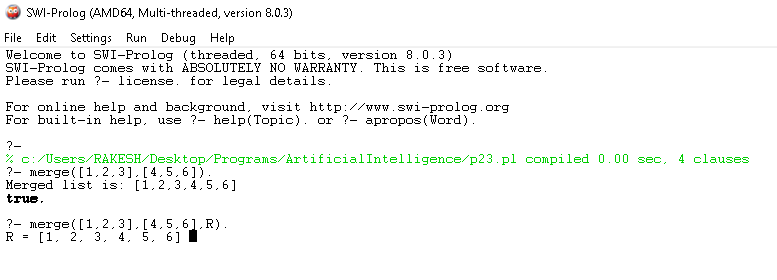 SWI-Prolog (AMD64, Multi-threaded, version 8.0.3)
File Edit Settings Run Debug Help
Welcome to SWI-Prolog (threaded, 64 bits, version 8.0.3)
SWI-Prolog comes with ABSOLUTELY NO WARRANTY. This is free software.
Please run ?- license. for legal details.
For online help and background, visit http://www.swi-prolog.org
For built-in help, use ?- help(Topic). or ?- apropos(Word).
?-
% c:/Users/RAKESH/Desktop/Programs/ArtificialIntelligence/p23.pl compiled 0.00 sec, 4 clauses
?- merge([1,2,3],[4,5,6]).
Merged list is: [1,2,3,4,5,6]
true.
?- merge([1,2,3],[4,5,6],R).
R = [1, 2, 3, 4, 5, 6]